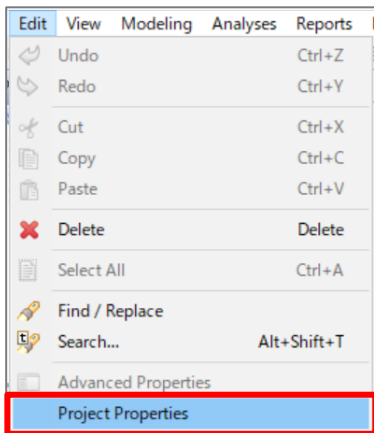 Edit View Modeling Analyses Reports
Undo Ctrl+Z
Redo Ctrl+Y
Cut Ctrl+X
Copy Ctrl+C
Paste Ctrl+V
Delete Delete
Select All Ctrl+A
Find / Replace
Search... Alt+Shift+T
Advanced Properties
Project Properties